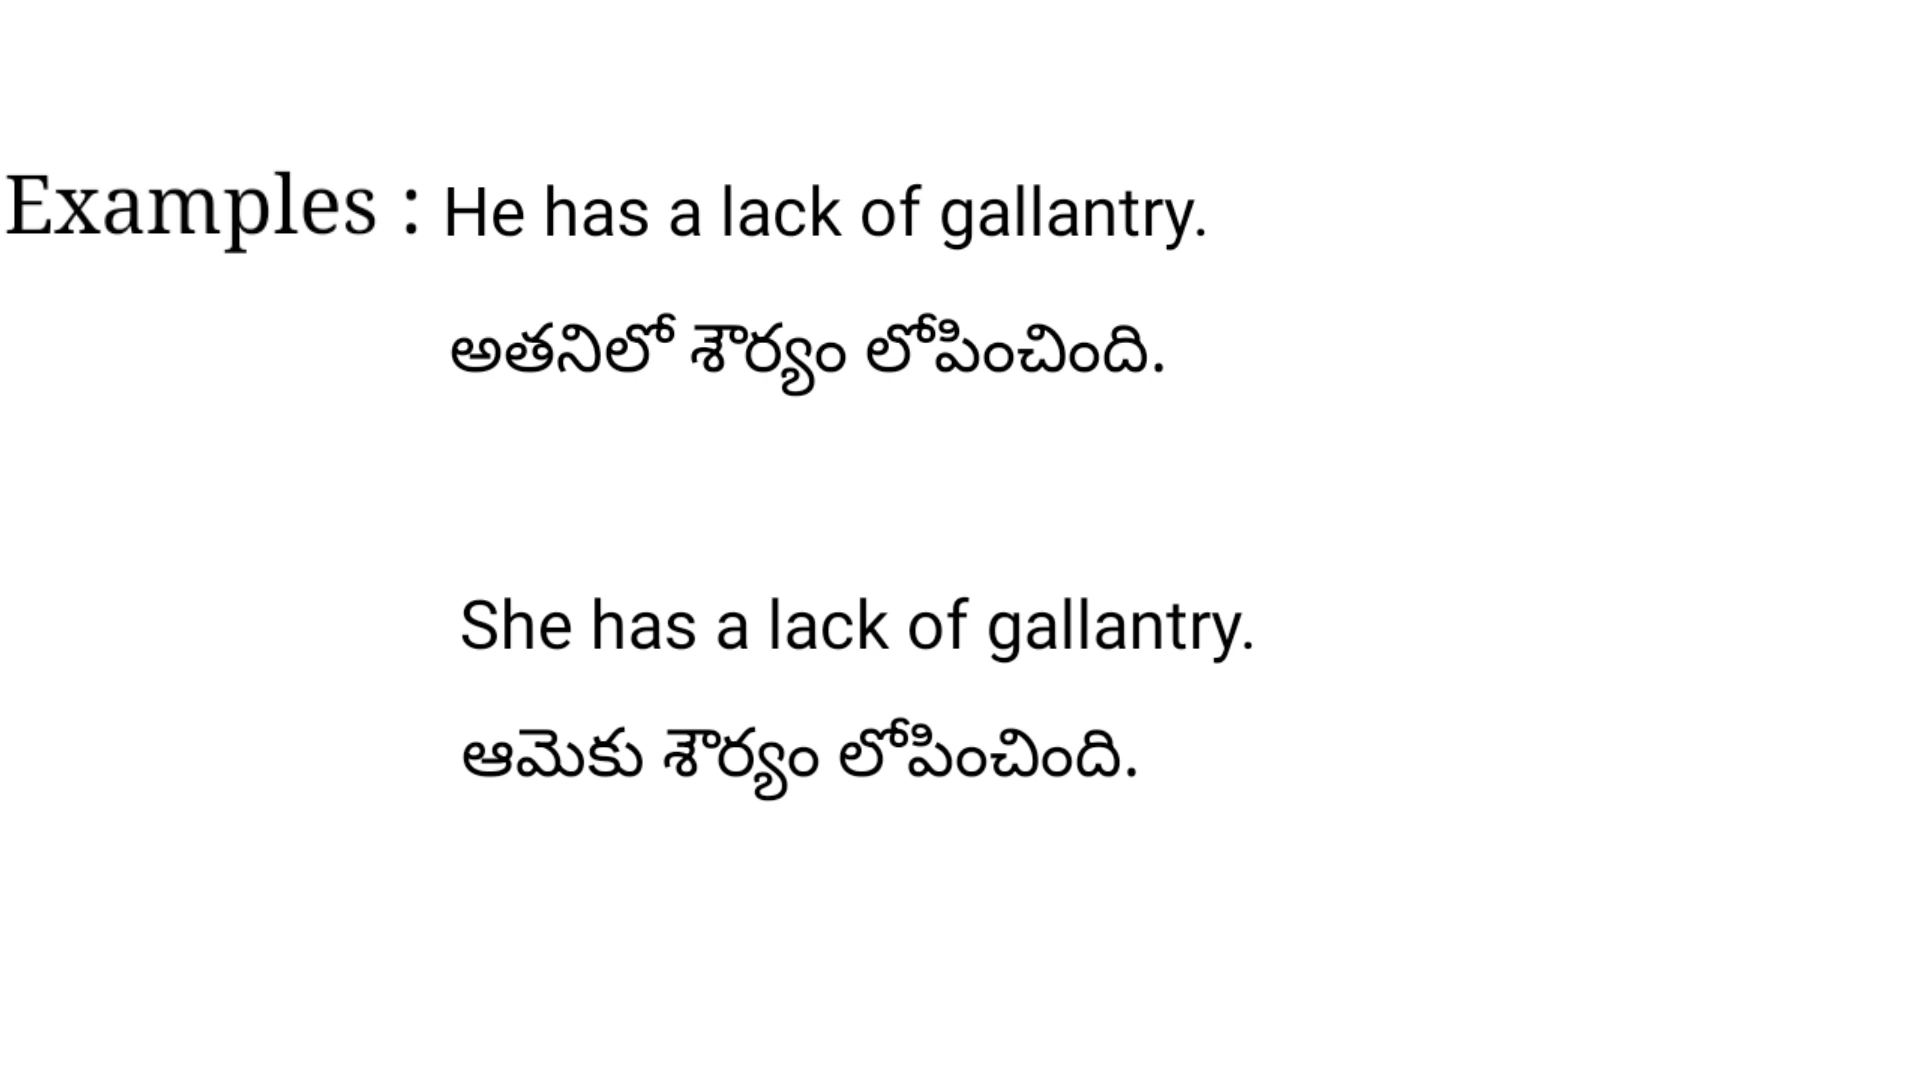 Examples : He has a lack of gallantry.
అతనిలో శౌర్యం లోపించింది.
She has a lack of gallantry.
ఆమెకు శౌర్యం లోపించింది.